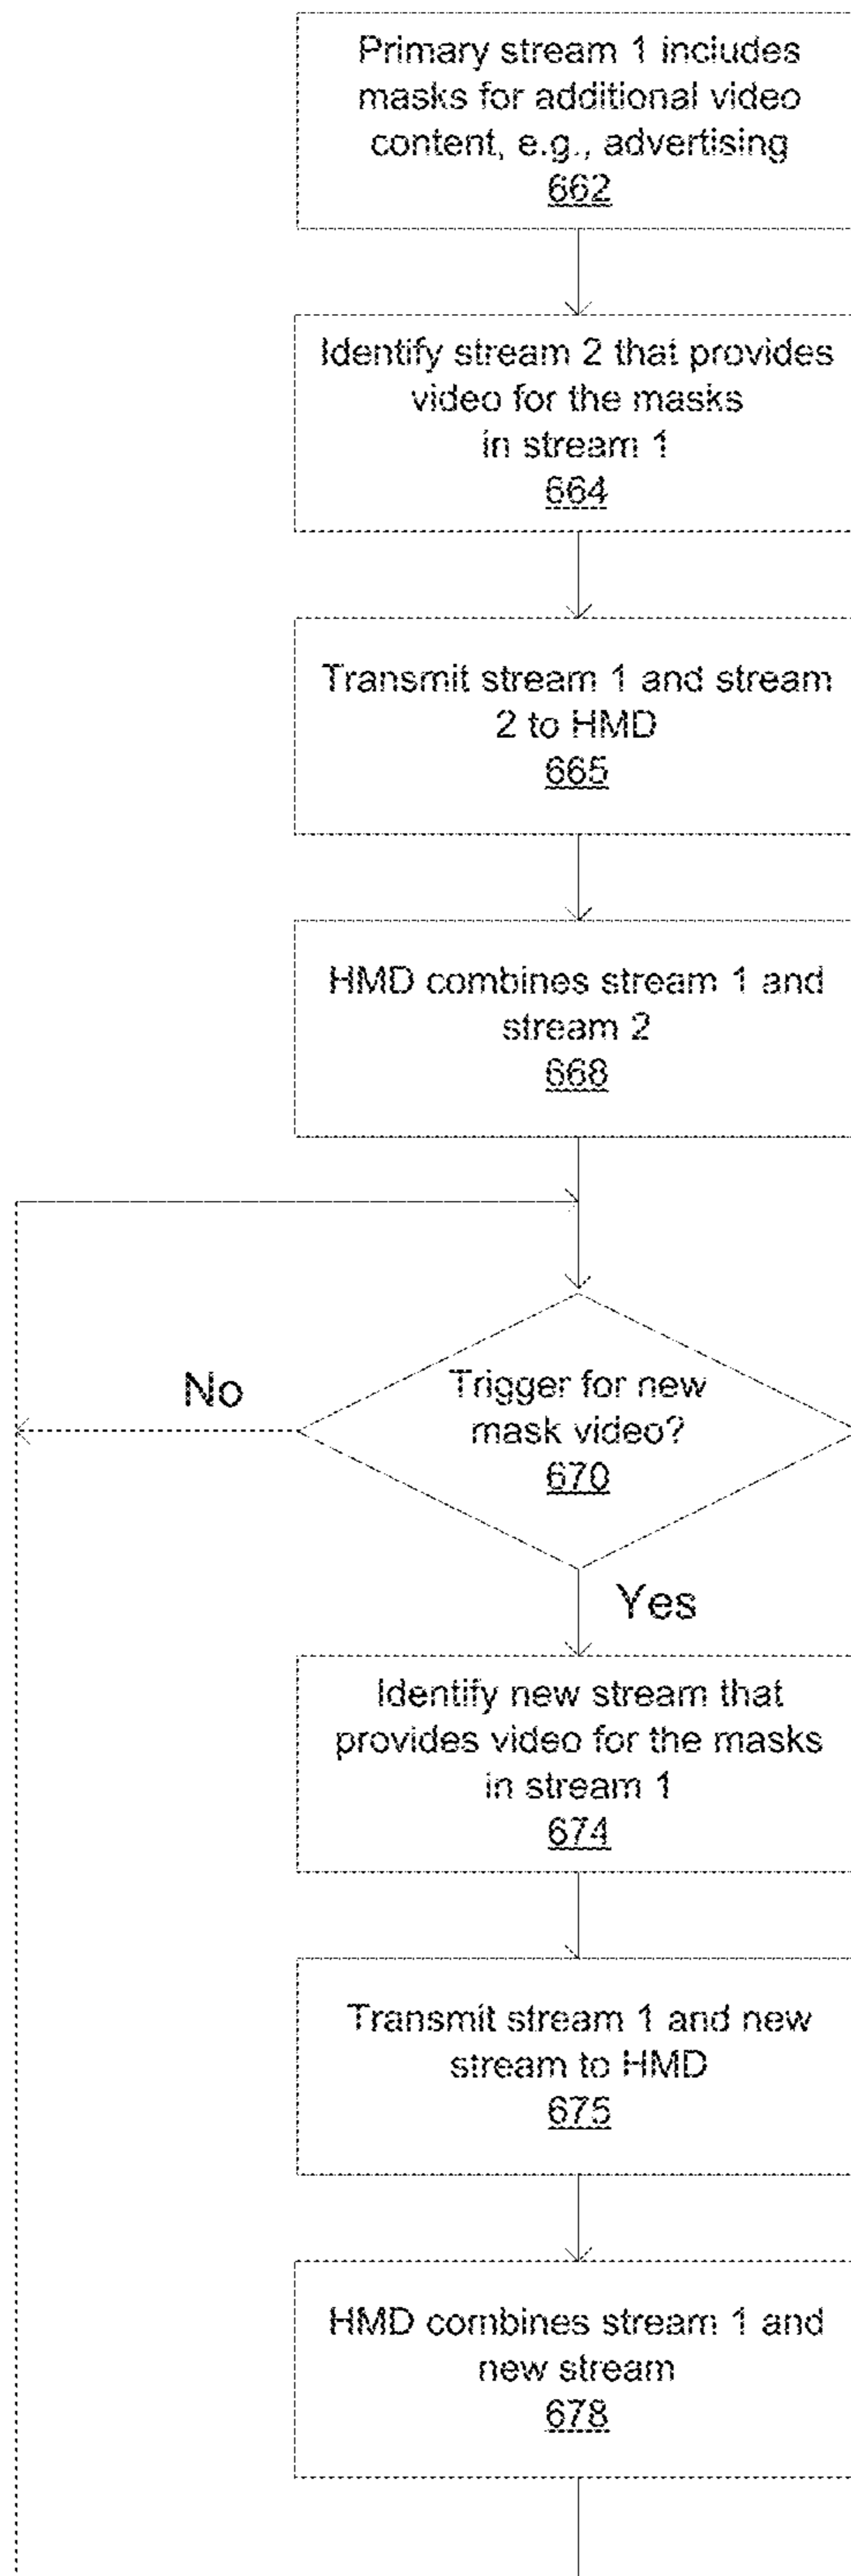 Primary stream 1 includes
masks for additional video
content, e.g., advertising
662
Identify stream 2 that provides
video for the masks
in stream 1
664
Transmit stream 1 and stream
2 to HMD
665
HMD combines stream 1 and
stream 2
668
Trigger for new
mask video?
670
No
Yes
Identify new stream that
provides video for the masks
in stream 1
674
Transmit stream 1 and new
stream to HMD
675
HMD combines stream 1 and
new stream
678